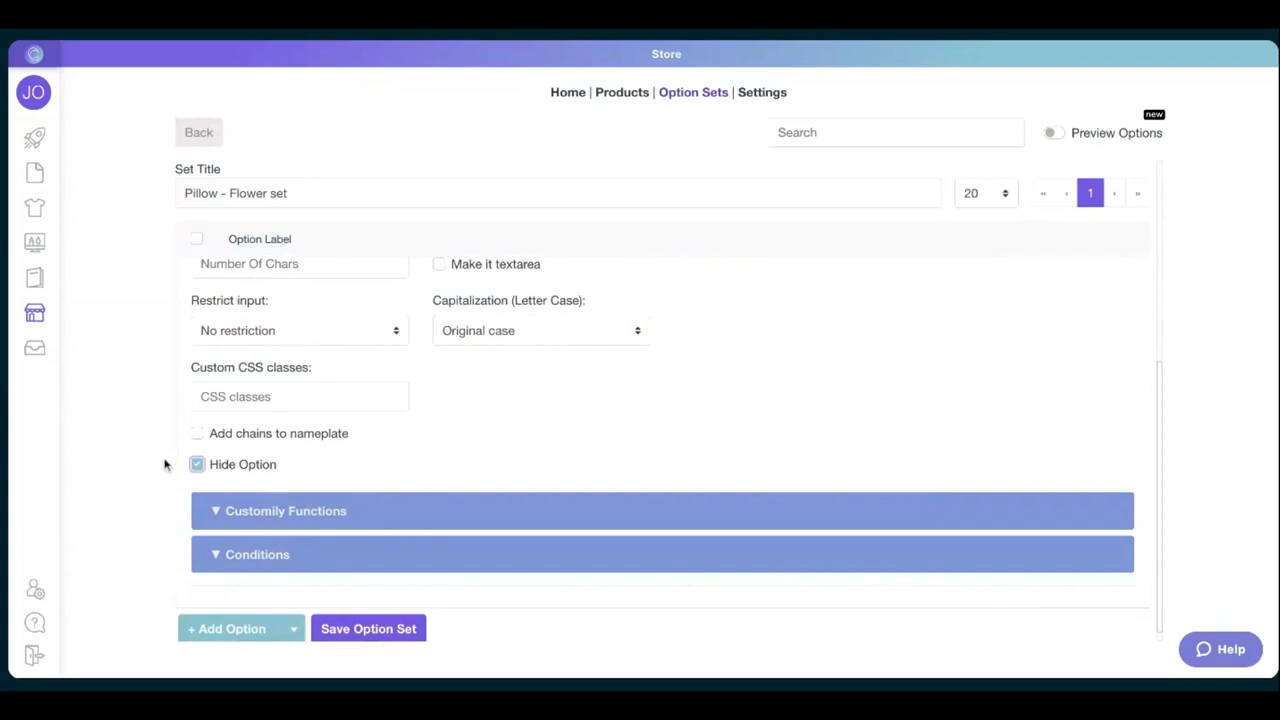 Store
JO
Home | Products | Option Sets | Settings
new
Back
Search
Preview Options
Set Title
Pillow - Flower set
20
« ‹ 1 › »
Option Label
Number Of Chars
Make it textarea
Restrict input:
Capitalization (Letter Case):
No restriction
Original case
Custom CSS classes:
CSS classes
Add chains to nameplate
Hide Option
▼ Customily Functions
▼ Conditions
+ Add Option
Save Option Set
Help